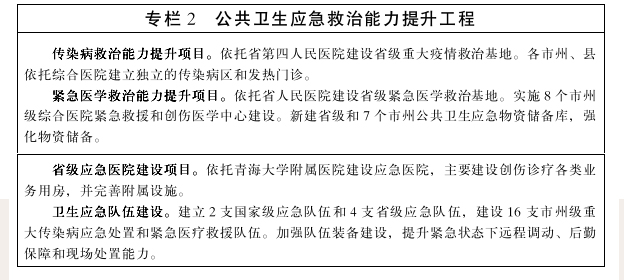 专栏 2 公共卫生应急救治能力提升工程
传染病救治能力提升项目。依托省第四人民医院建设省级重大疫情救治基地。各市州、县
依托综合医院建立独立的传染病区和发热门诊。
紧急医学救治能力提升项目。依托省人民医院建设省级紧急医学救治基地。实施 8 个市州
级综合医院紧急救援和创伤医学中心建设。新建省级和 7 个市州公共卫生应急物资储备库，强
化物资储备。
省级应急医院建设项目。依托青海大学附属医院建设应急医院，主要建设创伤诊疗各类业
务用房，并完善附属设施。
卫生应急队伍建设。建立 2 支国家级应急队伍和 4 支省级应急队伍，建设 16 支市州级重
大传染病应急处置和紧急医疗救援队伍。加强队伍装备建设，提升紧急状态下远程调动、后勤
保障和现场处置能力。